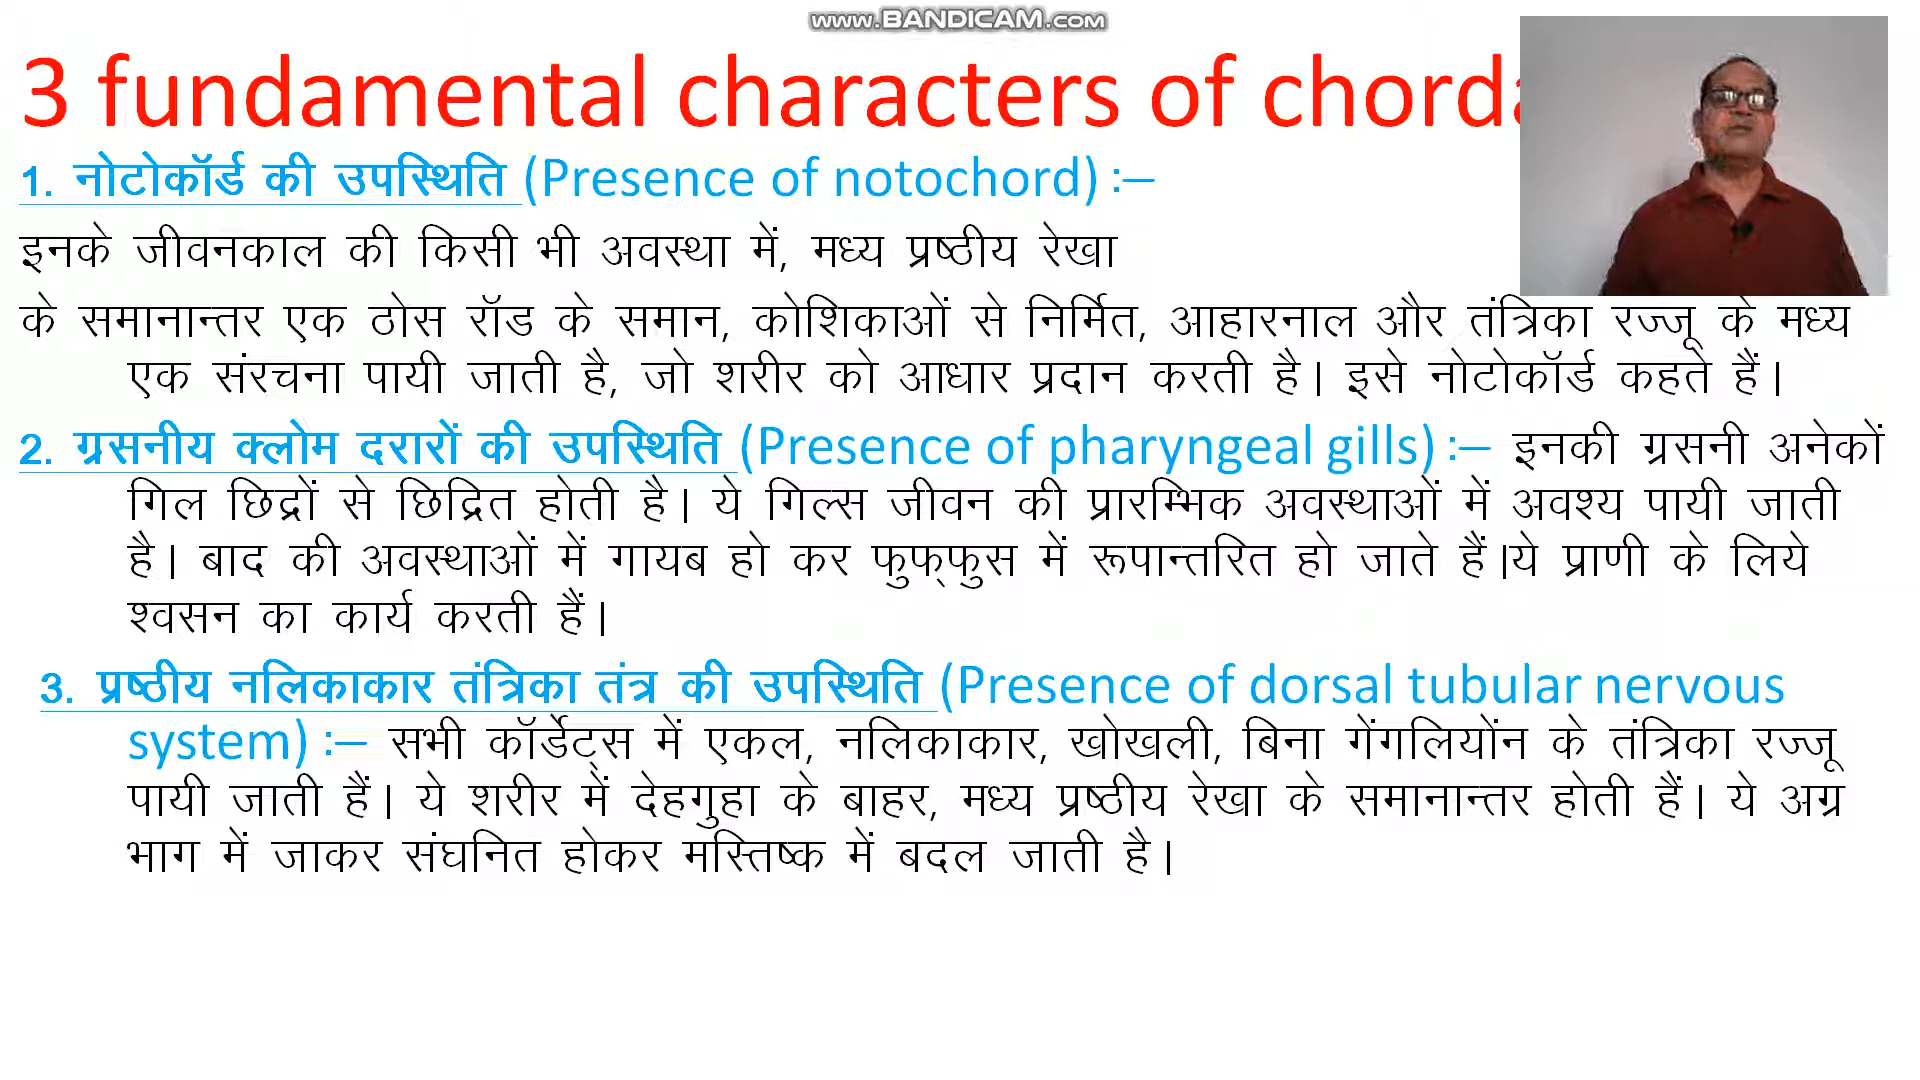 www.BANDICAM.com
3 fundamental characters of chorda
1. नोटोकॉर्ड की उपस्थिति (Presence of notochord) :–
इनके जीवनकाल की किसी भी अवस्था में, मध्य प्रष्ठीय रेखा
के समानान्तर एक ठोस रॉड के समान, कोशिकाओं से निर्मित, आहारनाल और तंत्रिका रज्जू के मध्य
एक संरचना पायी जाती है, जो शरीर को आधार प्रदान करती है। इसे नोटोकॉर्ड कहते हैं।
2. ग्रसनीय क्लोम दरारों की उपस्थिति (Presence of pharyngeal gills) :– इनकी ग्रसनी अनेकों
गिल छिद्रों से छिद्रित होती है। ये गिल्स जीवन की प्रारम्भिक अवस्थाओं में अवश्य पायी जाती
है। बाद की अवस्थाओं में गायब हो कर फुफ्फुस में रूपान्तरित हो जाते हैं।ये प्राणी के लिये
श्वसन का कार्य करती हैं।
3. प्रष्ठीय नलिकाकार तंत्रिका तंत्र की उपस्थिति (Presence of dorsal tubular nervous
system) :– सभी कॉर्डेट्स में एकल, नलिकाकार, खोखली, बिना गेंगलियोंन के तंत्रिका रज्जू
पायी जाती हैं। ये शरीर में देहगुहा के बाहर, मध्य प्रष्ठीय रेखा के समानान्तर होती हैं। ये अग्र
भाग में जाकर संघनित होकर मस्तिष्क में बदल जाती है।